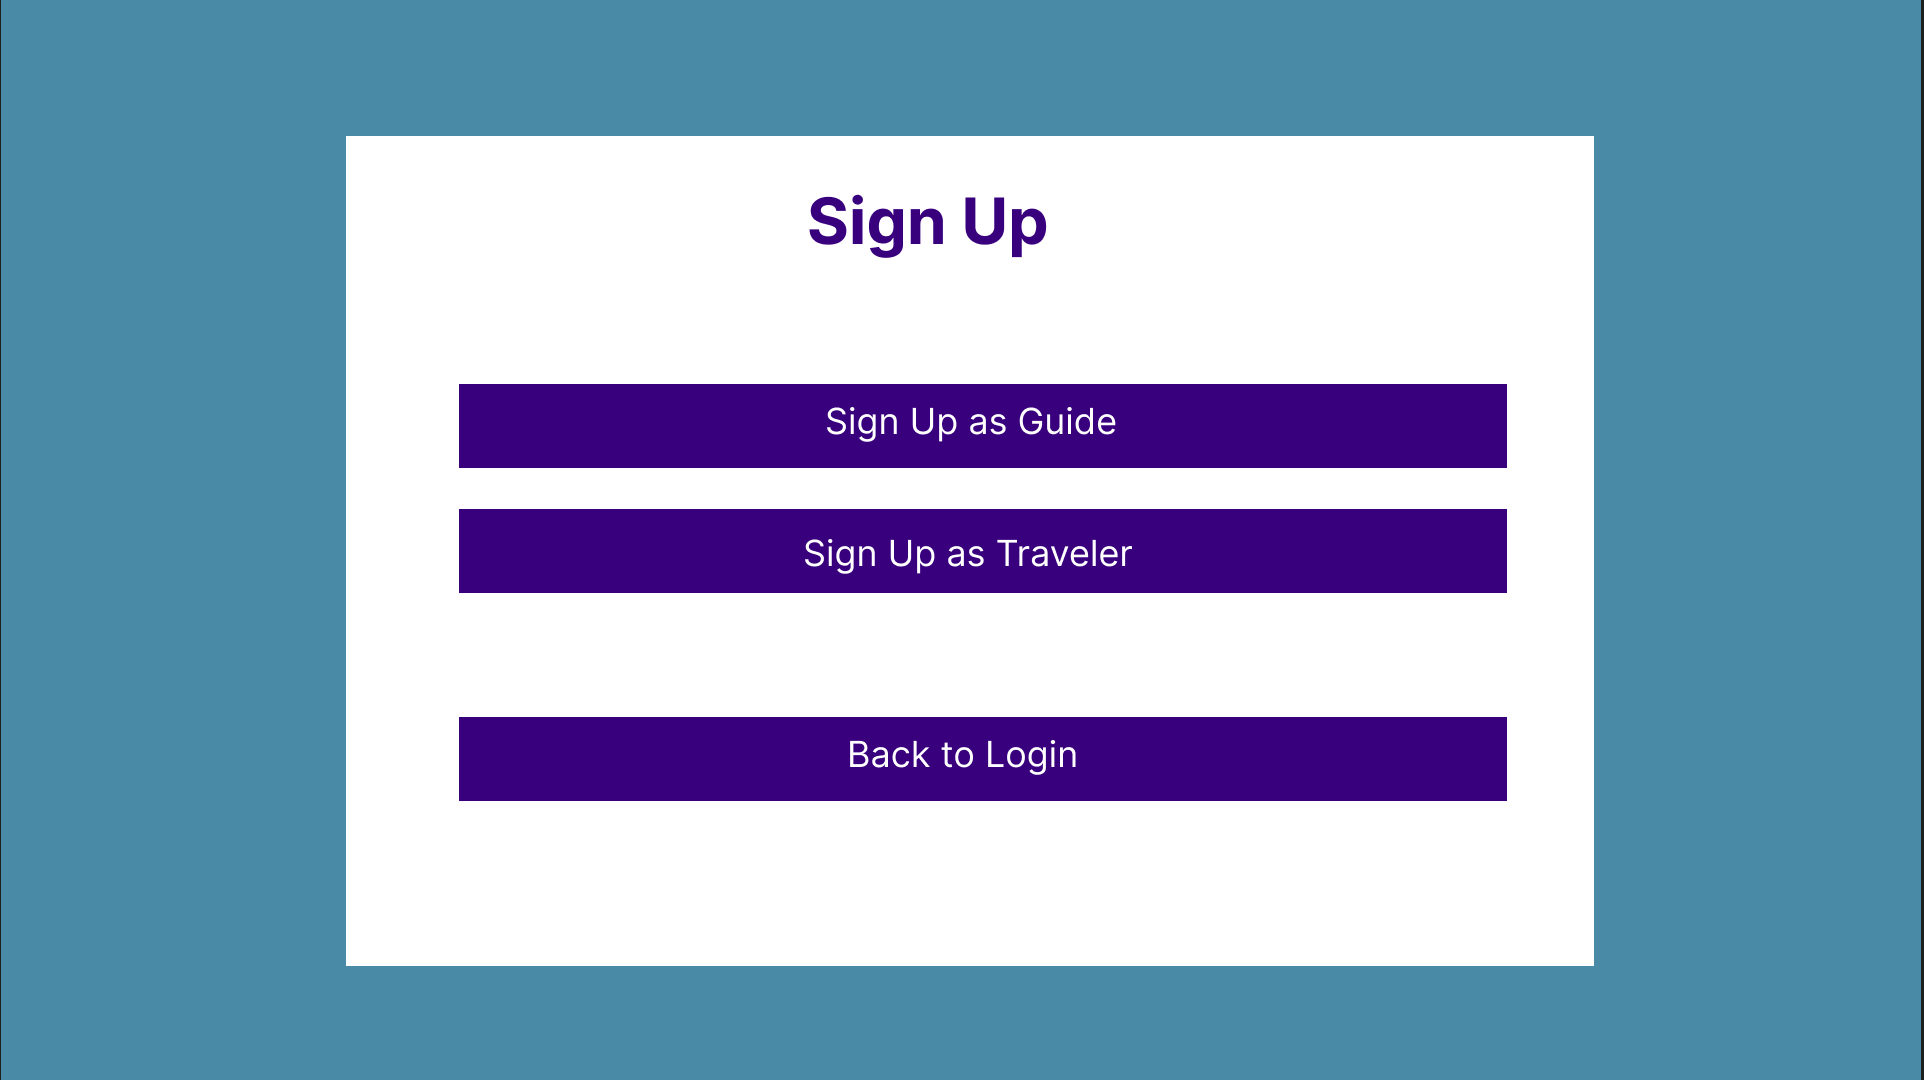 Sign Up
Sign Up as Guide
Sign Up as Traveler
Back to Login